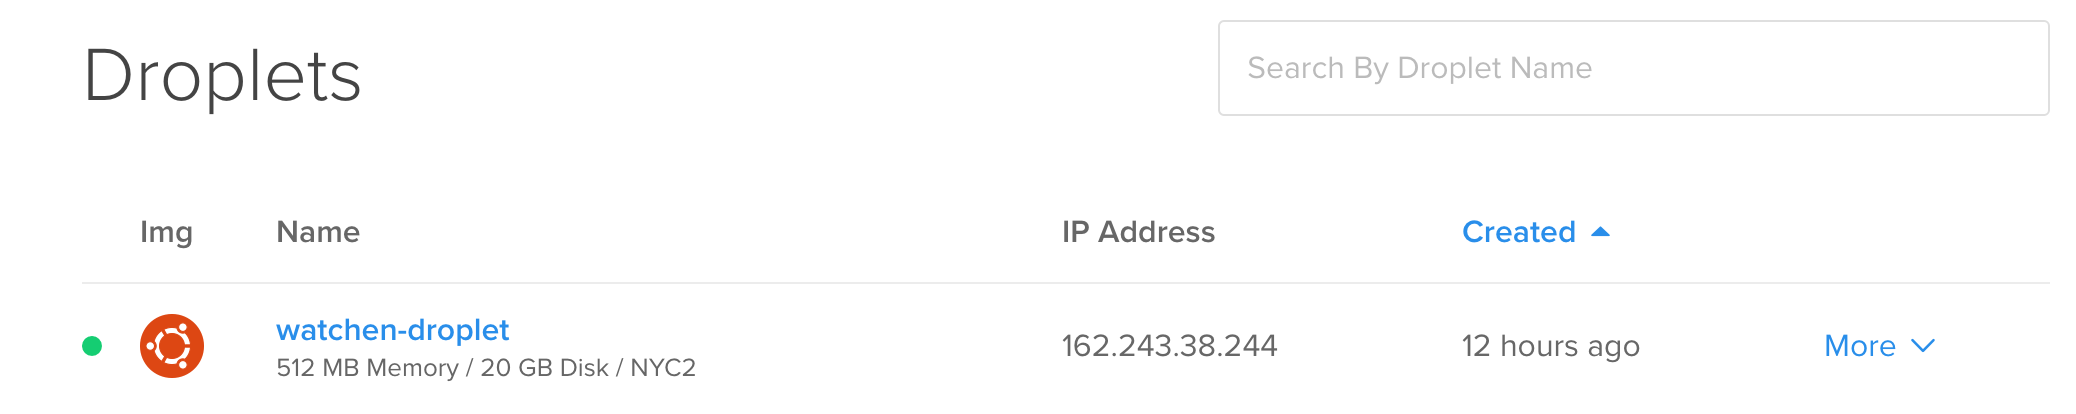 Droplets
Search By Droplet Name
Img Name IP Address Created
watchen-droplet
512 MB Memory / 20 GB Disk / NYC2
162.243.38.244
12 hours ago
More